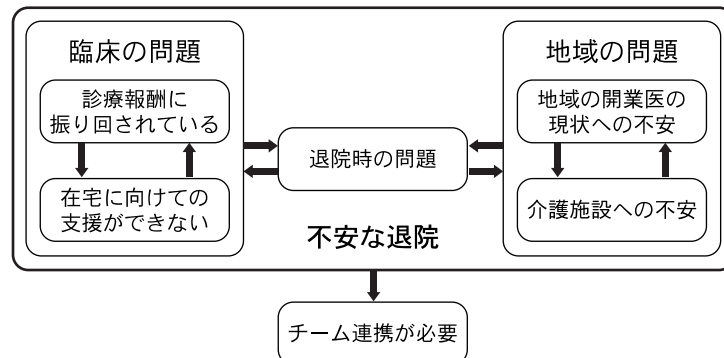 臨床の問題
診療報酬に
振り回されている
在宅に向けての
支援ができない
退院時の問題
地域の問題
地域の開業医の
現状への不安
介護施設への不安
不安な退院
チーム連携が必要